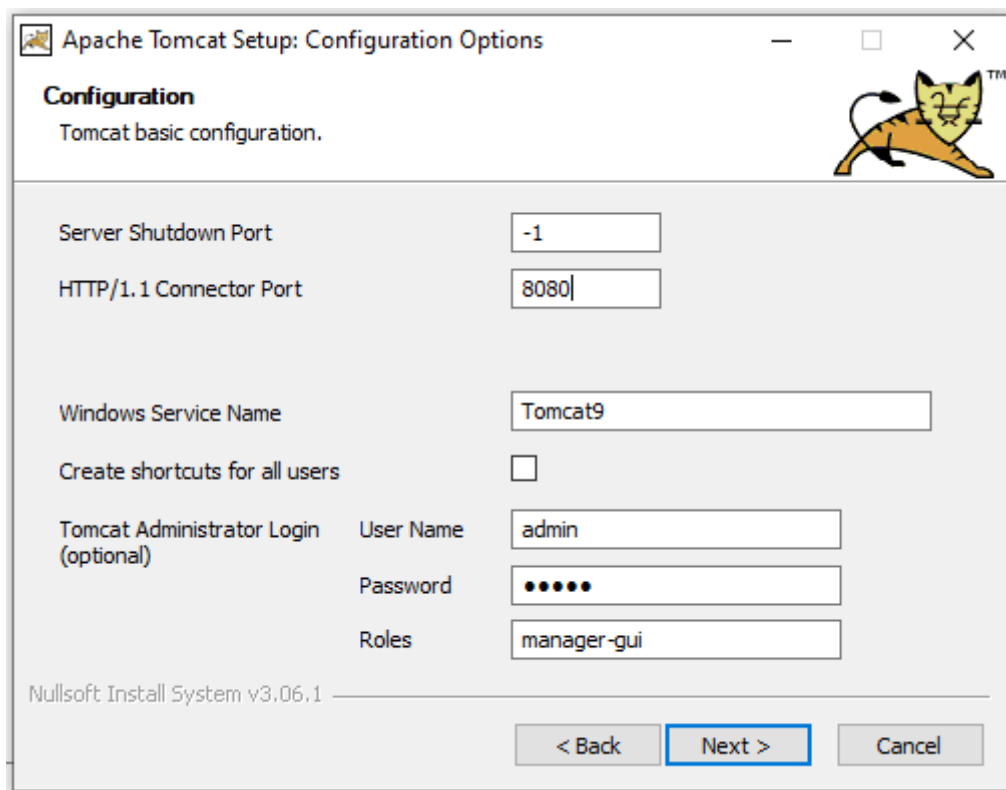 Apache Tomcat Setup: Configuration Options
Configuration
Tomcat basic configuration.
TM
Server Shutdown Port
-1
HTTP/1.1 Connector Port
8080
Windows Service Name
Tomcat9
Create shortcuts for all users
Tomcat Administrator Login
(optional)
User Name
admin
Password
●●●●●
Roles
manager-gui
Nullsoft Install System v3.06.1
< Back
Next >
Cancel